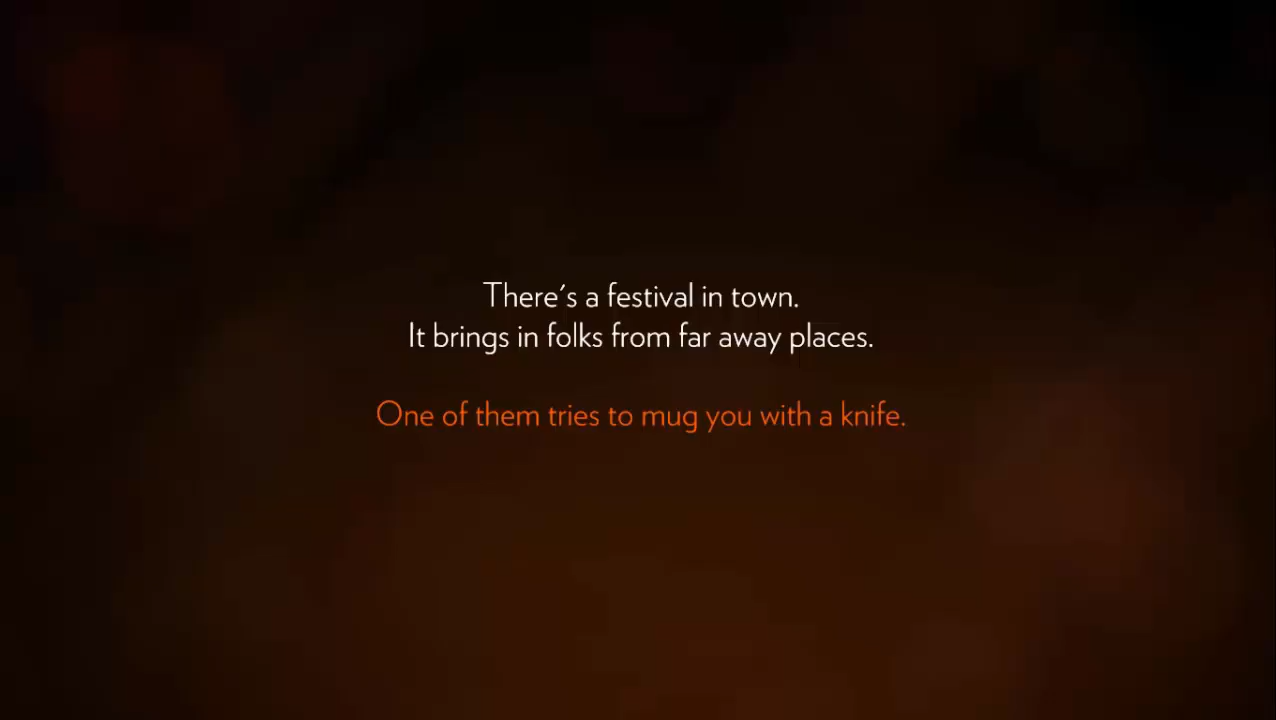 There's a festival in town.
It brings in folks from far away places.
One of them tries to mug you with a knife.